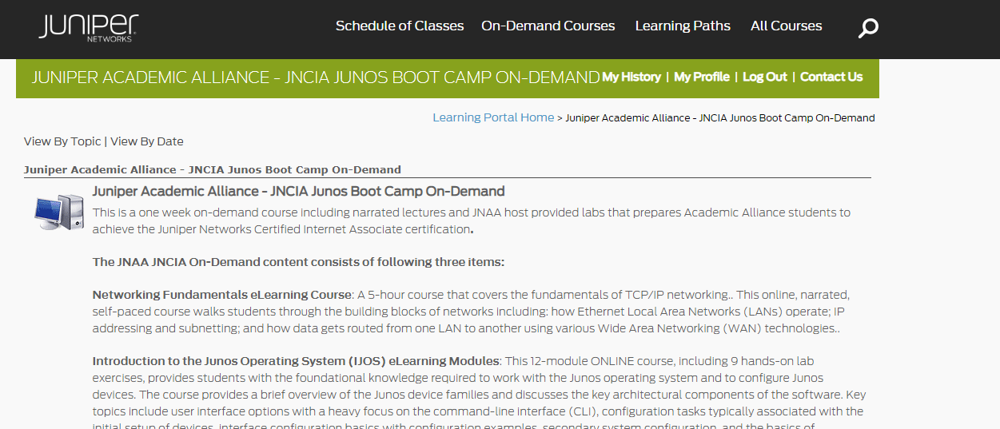 JUNIPEr
NETWORKS
Schedule of Classes On-Demand Courses Learning Paths All Courses
JUNIPER ACADEMIC ALLIANCE - JNCIA JUNOS BOOT CAMP ON-DEMAND My History | My Profile | Log Out | Contact Us
Learning Portal Home > Juniper Academic Alliance - JNCIA Junos Boot Camp On-Demand
View By Topic | View By Date
Juniper Academic Alliance - JNCIA Junos Boot Camp On-Demand
Juniper Academic Alliance - JNCIA Junos Boot Camp On-Demand
This is a one week on-demand course including narrated lectures and JNAA host provided labs that prepares Academic Alliance students to
achieve the Juniper Networks Certified Internet Associate certification.
The JNAA JNCIA On-Demand content consists of following three items:
Networking Fundamentals eLearning Course: A 5-hour course that covers the fundamentals of TCP/IP networking.. This online, narrated,
self-paced course walks students through the building blocks of networks including: how Ethernet Local Area Networks (LANs) operate; IP
addressing and subnetting; and how data gets routed from one LAN to another using various Wide Area Networking (WAN) technologies..
Introduction to the Junos Operating System (IJOS) eLearning Modules: This 12-module ONLINE course, including 9 hands-on lab
exercises, provides students with the foundational knowledge required to work with the Junos operating system and to configure Junos
devices. The course provides a brief overview of the Junos device families and discusses the key architectural components of the software. Key
topics include user interface options with a heavy focus on the command-line interface (CLI), configuration tasks typically associated with the
initial setup of devices, interface configuration basics with configuration examples, secondary system configuration, and the basics of